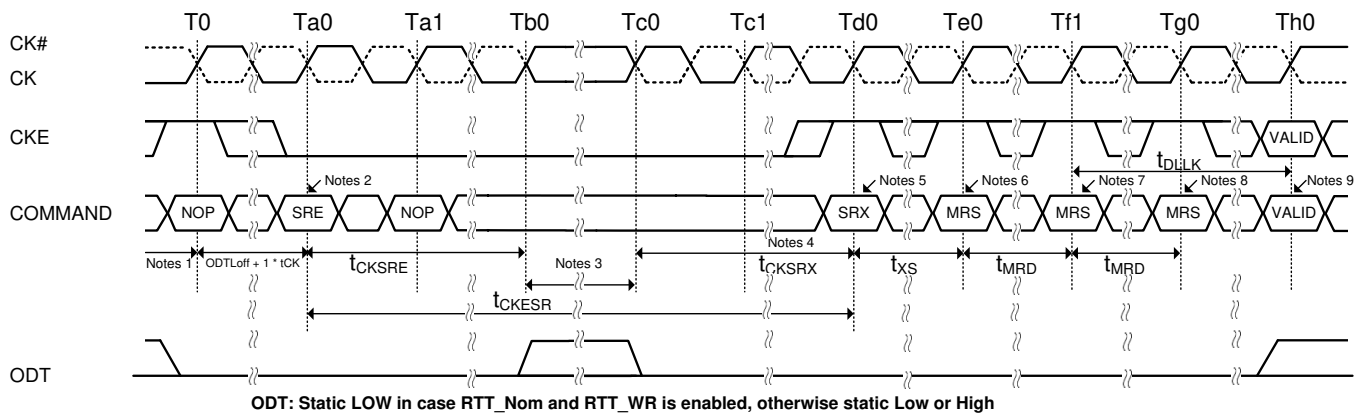 T0 Ta0 Ta1 Tb0 Tc0 Tc1 Td0 Te0 Tf1 Tg0 Th0
CK#
CK
CKE
VALID
tDLLK
Notes 2 Notes 5 Notes 6 Notes 7 Notes 8 Notes 9
COMMAND
NOP SRE NOP SRX MRS MRS MRS VALID
Notes 1 ODTLoff + 1 * tCK tCKSRE Notes 3 Notes 4 tCKSRX tXS tMRD tMRD
tCKESR
ODT
ODT: Static LOW in case RTT_Nom and RTT_WR is enabled, otherwise static Low or High